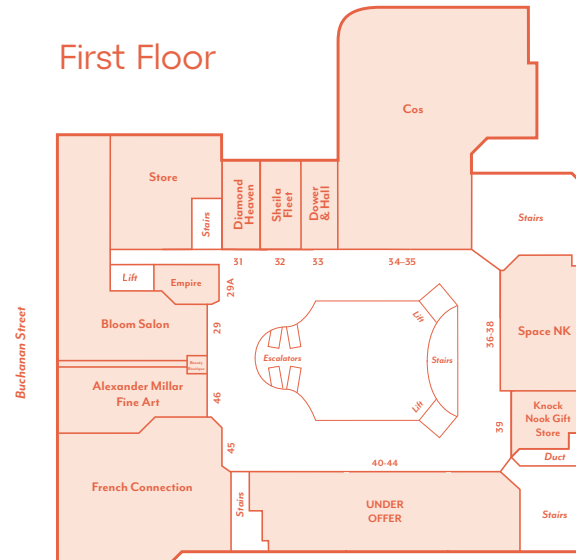 First Floor
Cos
Store
Stairs
Diamond
Heaven
Sheila
Fleet
Dower
& Hall
Stairs
31
32
33
34-35
Lift
Empire
29A
Buchanan Street
Bloom Salon
29
Lift
36-38
Space NK
Escalators
Stairs
Beauty
Boutique
Alexander Millar
Fine Art
46
Lift
39
Knock
Nook Gift
Store
45
40-44
Duct
French Connection
Stairs
UNDER
OFFER
Stairs